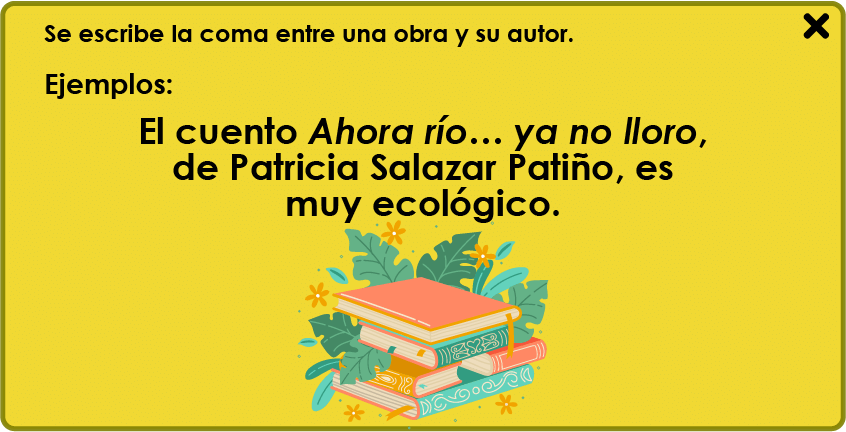 Se escribe la coma entre una obra y su autor.
Ejemplos:
El cuento Ahora río... ya no lloro,
de Patricia Salazar Patiño, es
muy ecológico.